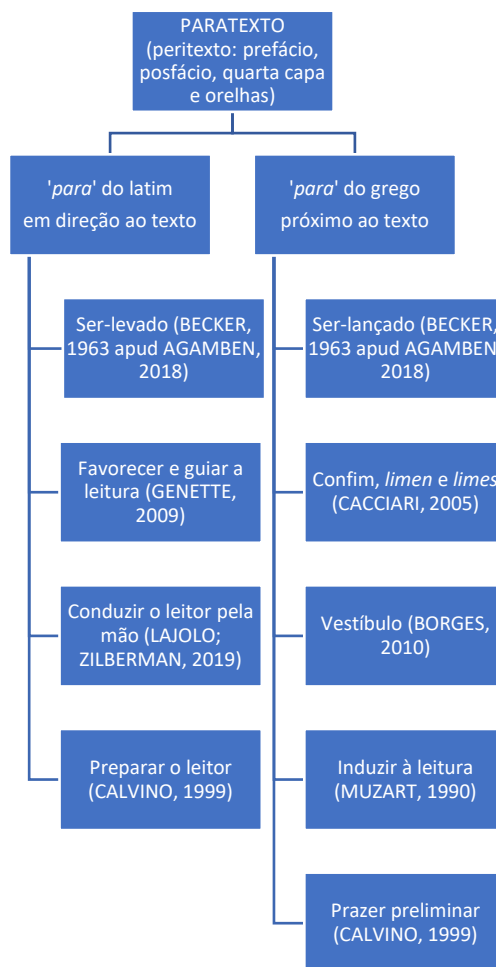 PARATEXTO
(peritexto: prefácio,
posfácio, quarta capa
e orelhas)
'para' do latim
em direção ao texto
'para' do grego
próximo ao texto
Ser-levado (BECKER,
1963 apud AGAMBEN,
2018)
Ser-lançado (BECKER,
1963 apud AGAMBEN
2018)
Favorecer e guiar a
leitura (GENETTE,
2009)
Confim, limen e limes
(CACCIARI, 2005)
Conduzir o leitor pela
mão (LAJOLO;
ZILBERMAN, 2019)
Vestíbulo (BORGES,
2010)
Preparar o leitor
(CALVINO, 1999)
Induzir à leitura
(MUZART, 1990)
Prazer preliminar
(CALVINO, 1999)